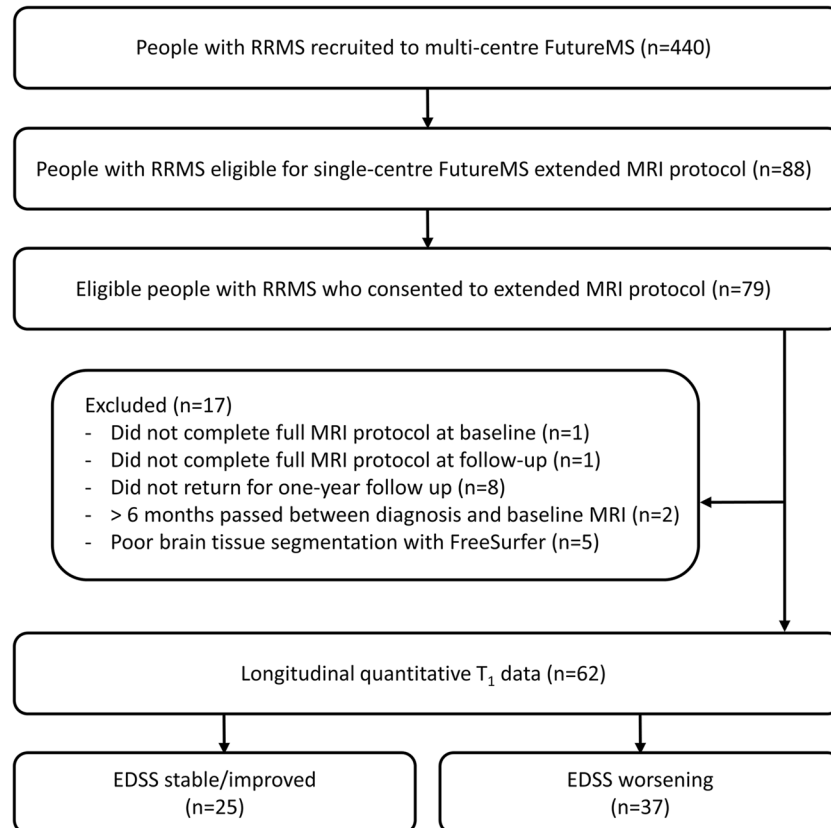 People with RRMS recruited to multi-centre FutureMS (n=440)
People with RRMS eligible for single-centre FutureMS extended MRI protocol (n=88)
Eligible people with RRMS who consented to extended MRI protocol (n=79)
Excluded (n=17)
- Did not complete full MRI protocol at baseline (n=1)
- Did not complete full MRI protocol at follow-up (n=1)
- Did not return for one-year follow up (n=8)
- > 6 months passed between diagnosis and baseline MRI (n=2)
- Poor brain tissue segmentation with FreeSurfer (n=5)
Longitudinal quantitative T₁ data (n=62)
EDSS stable/improved
(n=25)
EDSS worsening
(n=37)